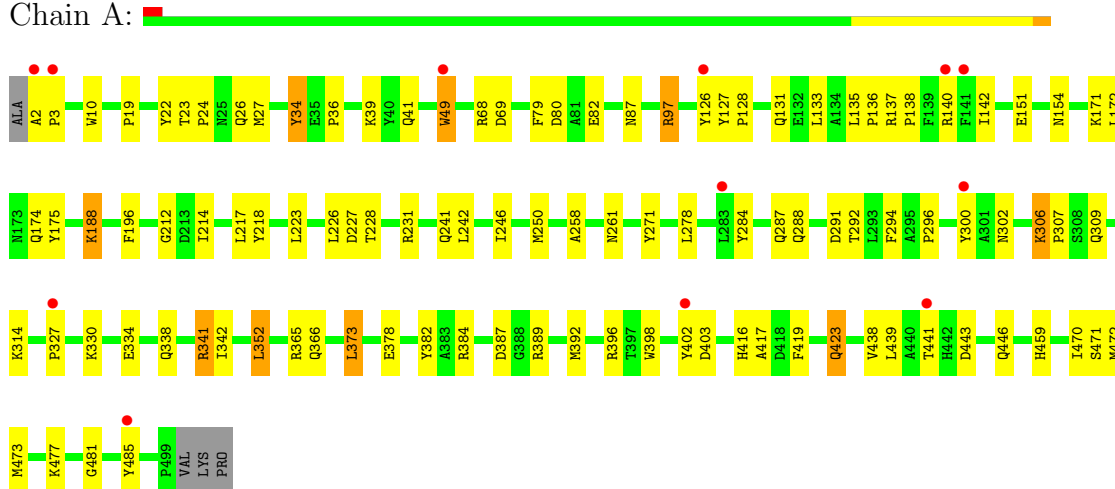 Chain A:
ALA A2 P3 W10 P19 Y22 T23 P24 N25 Q26 M27 Y34 E35 P36 K39 Y40 Q41 W49 R68 D69 F79 D80 A81 E82 N87 R97 Y126 Y127 P128 Q131 E132 L133 A134 L135 P136 R137 P138 F139 R140 F141 I142 E151 N154 K171 L172
N173 Q174 Y175 K188 F196 G212 D213 I214 L217 Y218 L223 L226 D227 T228 R231 Q241 L242 I246 M250 A258 N261 Y271 L278 L283 Y284 Q287 Q288 D291 T292 L293 F294 A295 P296 Y300 A301 N302 K306 P307 S308 Q309
K314 P327 K330 E334 Q338 R341 I342 L352 R365 Q366 L373 E378 Y382 A383 R384 D387 G388 R389 M392 R396 T397 W398 Y402 D403 H416 A417 D418 F419 Q423 V438 L439 A440 T441 H442 D443 Q446 H459 I470 S471 M472
M473 K477 G481 Y485 P499 VAL LYS PRO